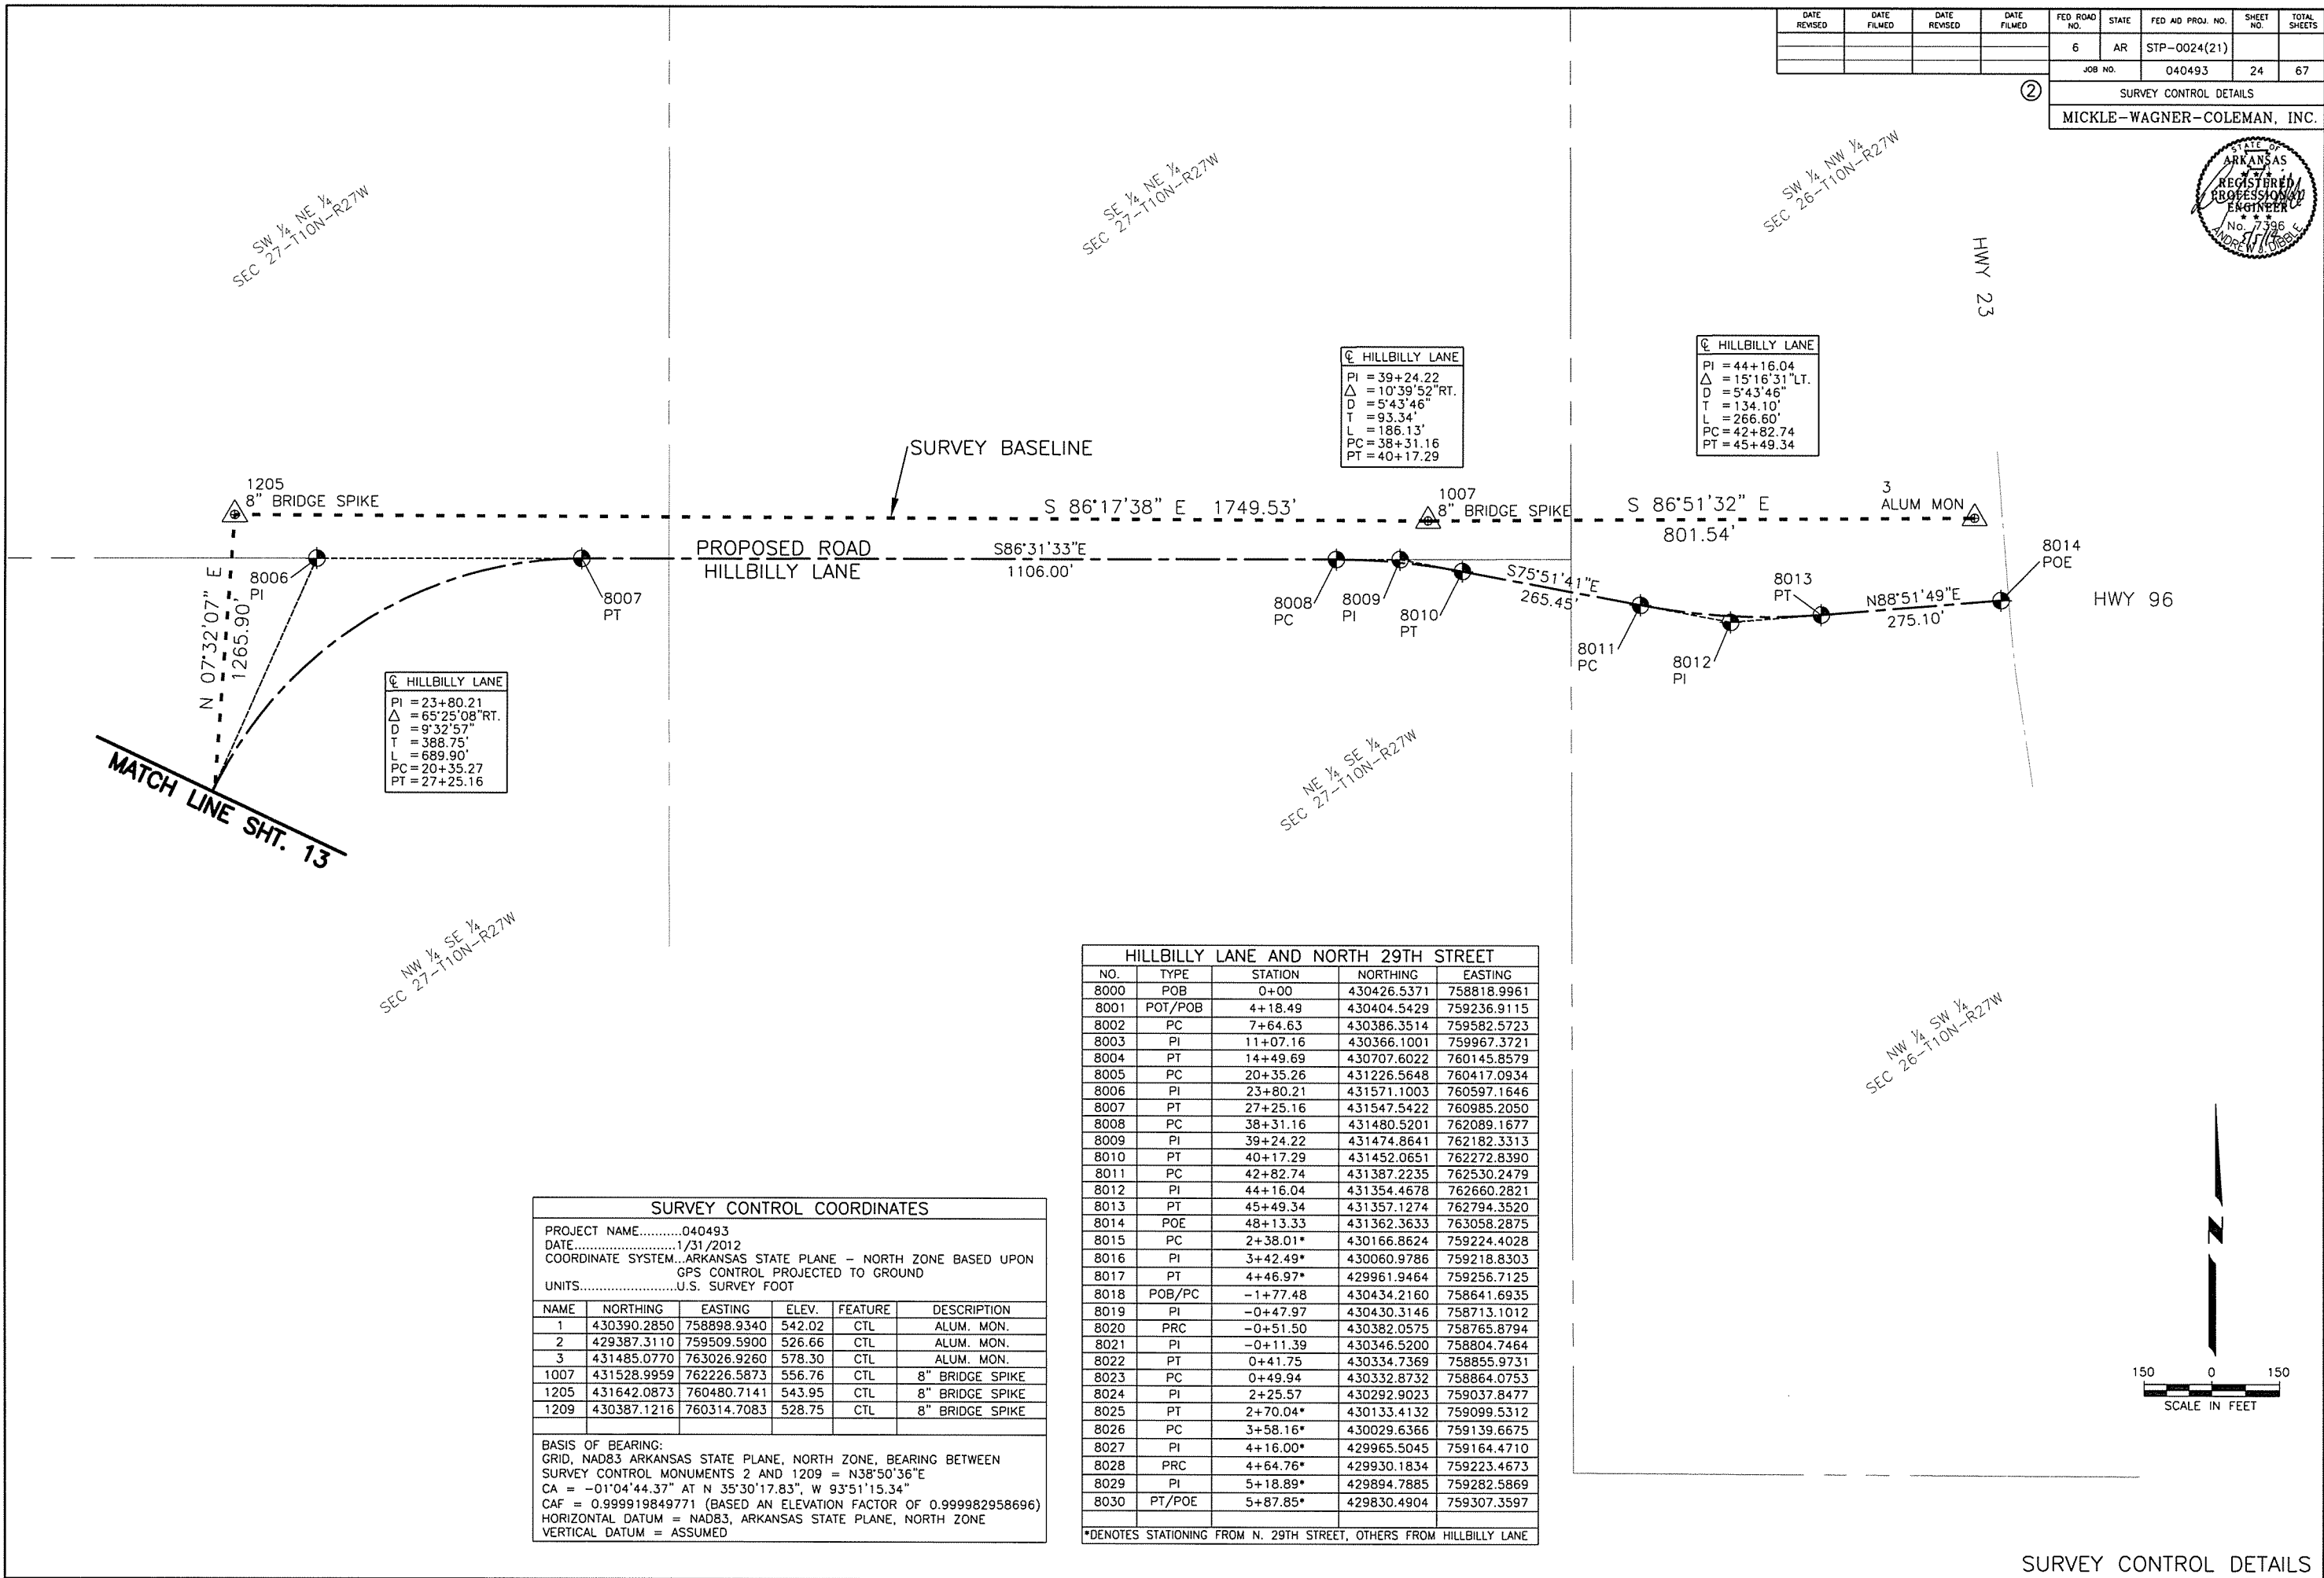 DATE REVISED DATE FILMED DATE REVISED DATE FILMED FED ROAD NO. STATE FED AID PROJ. NO. SHEET NO. TOTAL SHEETS
6 AR STP-0024(21)
JOB NO. 040493 24 67
② SURVEY CONTROL DETAILS
MICKLE-WAGNER-COLEMAN, INC.
STATE OF
ARKANSAS
REGISTERED
PROFESSIONAL
ENGINEER
No. 7396
ANDREW J. DIBBLE
SW ¼ NE ¼
SEC 27-T10N-R27W
SE ¼ NE ¼
SEC 27-T10N-R27W
SW ¼ NW ¼
SEC 26-T10N-R27W
HWY 23
℄ HILLBILLY LANE
PI = 39+24.22
△ = 10°39'52"RT.
D = 5°43'46"
T = 93.34'
L = 186.13'
PC = 38+31.16
PT = 40+17.29
℄ HILLBILLY LANE
PI = 44+16.04
△ = 15°16'31"LT.
D = 5°43'46"
T = 134.10'
L = 266.60'
PC = 42+82.74
PT = 45+49.34
SURVEY BASELINE
1205
8" BRIDGE SPIKE
S 86°17'38" E 1749.53'
1007
8" BRIDGE SPIKE
S 86°51'32" E
801.54'
3
ALUM MON
N 07°32'07" E
1265.90'
8006
PI
8007
PT
PROPOSED ROAD
HILLBILLY LANE
S86°31'33"E
1106.00'
8008
PC
8009
PI
8010
PT
S75°51'41"E
265.45'
8011
PC
8012
PI
8013
PT
N88°51'49"E
275.10'
8014
POE
HWY 96
℄ HILLBILLY LANE
PI = 23+80.21
△ = 65°25'08"RT.
D = 9°32'57"
T = 388.75'
L = 689.90'
PC = 20+35.27
PT = 27+25.16
MATCH LINE SHT. 13
NE ¼ SE ¼
SEC 27-T10N-R27W
NW ¼ SE ¼
SEC 27-T10N-R27W
NW ¼ SW ¼
SEC 26-T10N-R27W
HILLBILLY LANE AND NORTH 29TH STREET
NO. TYPE STATION NORTHING EASTING
8000 POB 0+00 430426.5371 758818.9961
8001 POT/POB 4+18.49 430404.5429 759236.9115
8002 PC 7+64.63 430386.3514 759582.5723
8003 PI 11+07.16 430366.1001 759967.3721
8004 PT 14+49.69 430707.6022 760145.8579
8005 PC 20+35.26 431226.5648 760417.0934
8006 PI 23+80.21 431571.1003 760597.1646
8007 PT 27+25.16 431547.5422 760985.2050
8008 PC 38+31.16 431480.5201 762089.1677
8009 PI 39+24.22 431474.8641 762182.3313
8010 PT 40+17.29 431452.0651 762272.8390
8011 PC 42+82.74 431387.2235 762530.2479
8012 PI 44+16.04 431354.4678 762660.2821
8013 PT 45+49.34 431357.1274 762794.3520
8014 POE 48+13.33 431362.3633 763058.2875
8015 PC 2+38.01* 430166.8624 759224.4028
8016 PI 3+42.49* 430060.9786 759218.8303
8017 PT 4+46.97* 429961.9464 759256.7125
8018 POB/PC -1+77.48 430434.2160 758641.6935
8019 PI -0+47.97 430430.3146 758713.1012
8020 PRC -0+51.50 430382.0575 758765.8794
8021 PI -0+11.39 430346.5200 758804.7464
8022 PT 0+41.75 430334.7369 758855.9731
8023 PC 0+49.94 430332.8732 758864.0753
8024 PI 2+25.57 430292.9023 759037.8477
8025 PT 2+70.04* 430133.4132 759099.5312
8026 PC 3+58.16* 430029.6366 759139.6675
8027 PI 4+16.00* 429965.5045 759164.4710
8028 PRC 4+64.76* 429930.1834 759223.4673
8029 PI 5+18.89* 429894.7885 759282.5869
8030 PT/POE 5+87.85* 429830.4904 759307.3597
*DENOTES STATIONING FROM N. 29TH STREET, OTHERS FROM HILLBILLY LANE
SURVEY CONTROL COORDINATES
PROJECT NAME..........040493
DATE.........................1/31/2012
COORDINATE SYSTEM...ARKANSAS STATE PLANE - NORTH ZONE BASED UPON
GPS CONTROL PROJECTED TO GROUND
UNITS........................U.S. SURVEY FOOT
NAME NORTHING EASTING ELEV. FEATURE DESCRIPTION
1 430390.2850 758898.9340 542.02 CTL ALUM. MON.
2 429387.3110 759509.5900 526.66 CTL ALUM. MON.
3 431485.0770 763026.9260 578.30 CTL ALUM. MON.
1007 431528.9959 762226.5873 556.76 CTL 8" BRIDGE SPIKE
1205 431642.0873 760480.7141 543.95 CTL 8" BRIDGE SPIKE
1209 430387.1216 760314.7083 528.75 CTL 8" BRIDGE SPIKE
BASIS OF BEARING:
GRID, NAD83 ARKANSAS STATE PLANE, NORTH ZONE, BEARING BETWEEN
SURVEY CONTROL MONUMENTS 2 AND 1209 = N38°50'36"E
CA = -01°04'44.37" AT N 35°30'17.83", W 93°51'15.34"
CAF = 0.999919849771 (BASED AN ELEVATION FACTOR OF 0.999982958696)
HORIZONTAL DATUM = NAD83, ARKANSAS STATE PLANE, NORTH ZONE
VERTICAL DATUM = ASSUMED
N
150 0 150
SCALE IN FEET
SURVEY CONTROL DETAILS